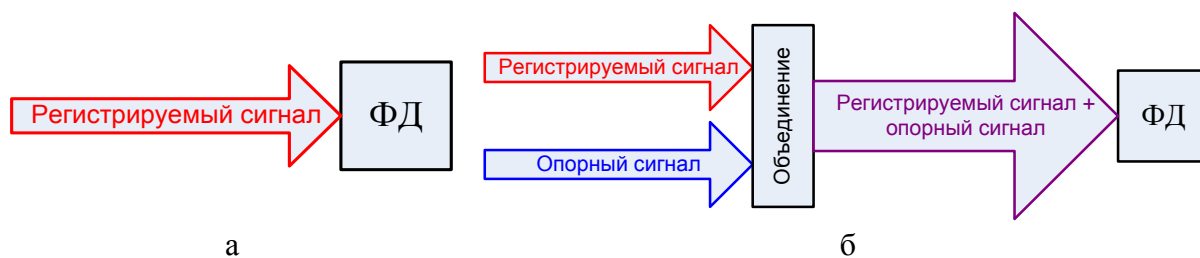 Регистрируемый сигнал
ФД
а
Регистрируемый сигнал
Опорный сигнал
Объединение
Регистрируемый сигнал +
опорный сигнал
ФД
б